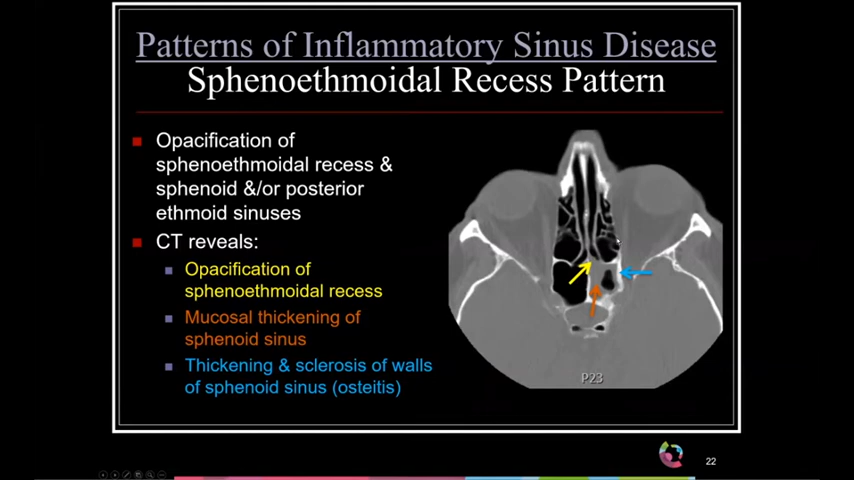 Patterns of Inflammatory Sinus Disease
Sphenoethmoidal Recess Pattern
Opacification of
sphenoethmoidal recess &
sphenoid &/or posterior
ethmoid sinuses
CT reveals:
Opacification of
sphenoethmoidal recess
Mucosal thickening of
sphenoid sinus
Thickening & sclerosis of walls
of sphenoid sinus (osteitis)
P23
22